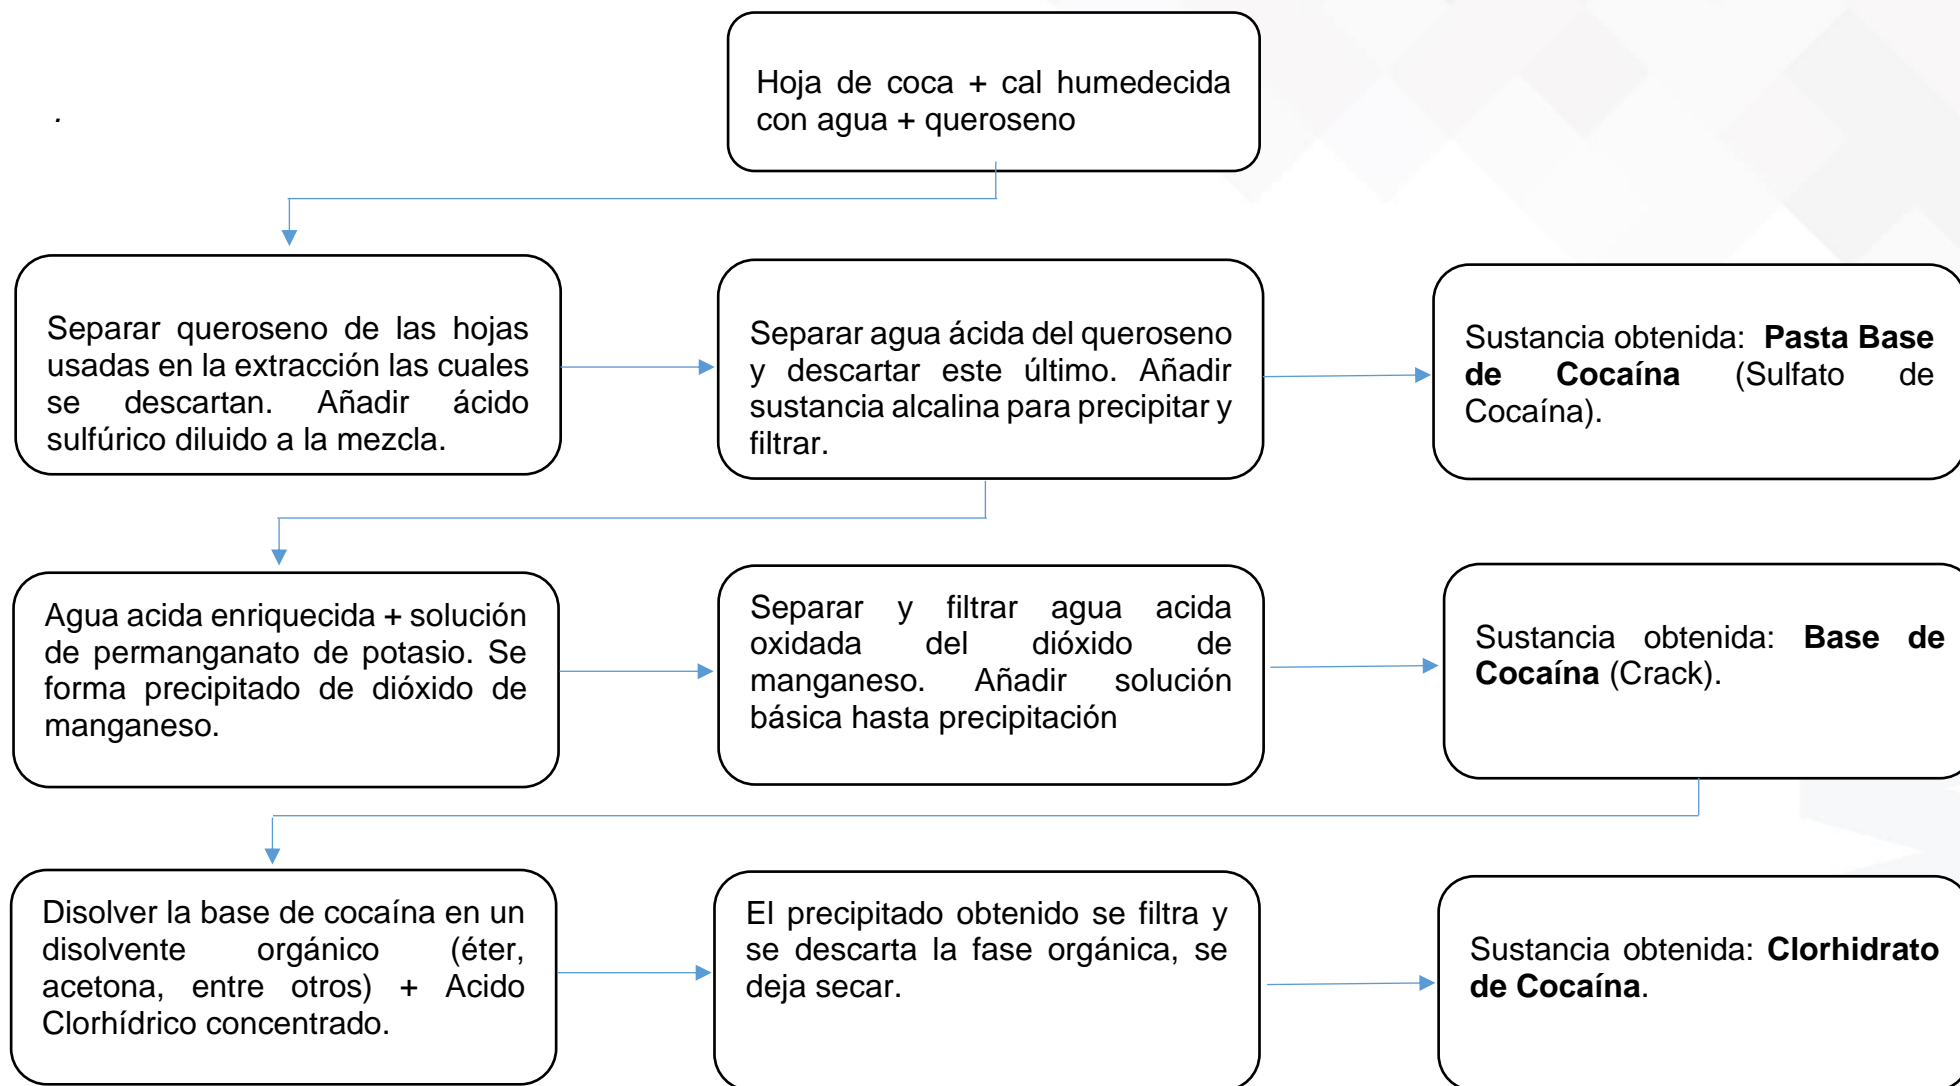 Hoja de coca + cal humedecida
con agua + queroseno
.
Separar queroseno de las hojas
usadas en la extracción las cuales
se descartan. Añadir ácido
sulfúrico diluido a la mezcla.
Separar agua ácida del queroseno
y descartar este último. Añadir
sustancia alcalina para precipitar y
filtrar.
Sustancia obtenida: Pasta Base
de Cocaína (Sulfato de
Cocaína).
Agua acida enriquecida + solución
de permanganato de potasio. Se
forma precipitado de dióxido de
manganeso.
Separar y filtrar agua acida
oxidada del dióxido de
manganeso. Añadir solución
básica hasta precipitación
Sustancia obtenida: Base de
Cocaína (Crack).
Disolver la base de cocaína en un
disolvente orgánico (éter,
acetona, entre otros) + Acido
Clorhídrico concentrado.
El precipitado obtenido se filtra y
se descarta la fase orgánica, se
deja secar.
Sustancia obtenida: Clorhidrato
de Cocaína.